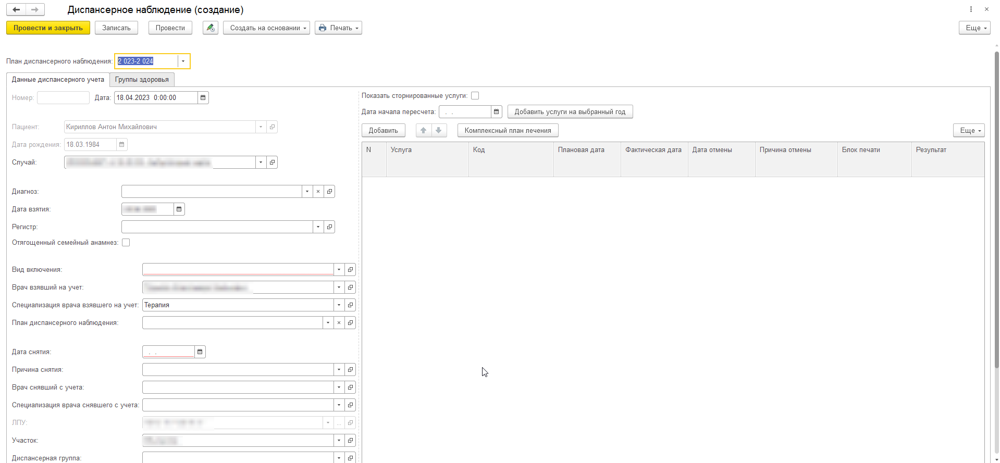 Диспансерное наблюдение (создание)
Провести и закрыть
Записать
Провести
Создать на основании
Печать
Еще
План диспансерного наблюдения: 2 023-2 024
Данные диспансерного учета
Группы здоровья
Номер:
Дата: 18.04.2023 0:00:00
Пациент: Кириллов Антон Михайлович
Дата рождения: 18.03.1984
Случай:
Диагноз:
Дата взятия:
Регистр:
Отягощенный семейный анамнез:
Вид включения:
Врач взявший на учет:
Специализация врача взявшего на учет: Терапия
План диспансерного наблюдения:
Дата снятия: . .
Причина снятия:
Врач снявший с учета:
Специализация врача снявшего с учета:
ЛПУ: ...
Участок:
Диспансерная группа:
Показать сторнированные услуги:
Дата начала пересчета: . .
Добавить услуги на выбранный год
Добавить
Комплексный план лечения
Еще
N Услуга Код Плановая дата Фактическая дата Дата отмены Причина отмены Блок печати Результат